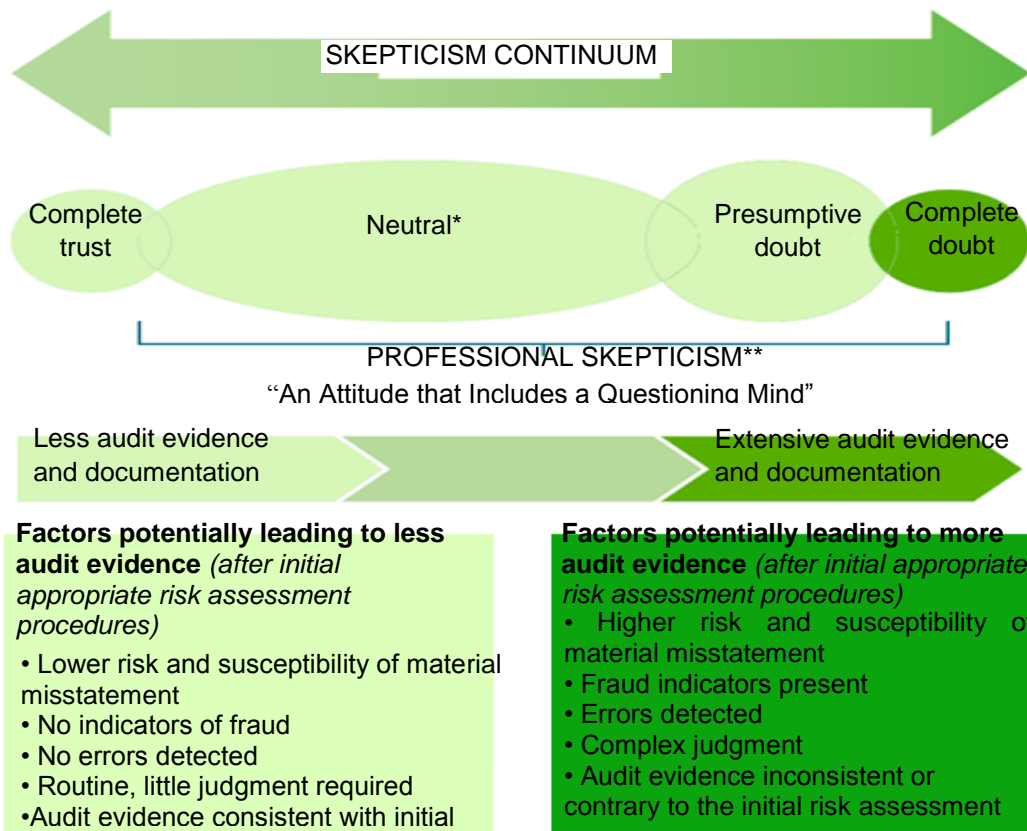 SKEPTICISM CONTINUUM
Complete
trust
Neutral*
Presumptive
doubt
Complete
doubt
PROFESSIONAL SKEPTICISM**
“An Attitude that Includes a Questioning Mind”
Less audit evidence
and documentation
Extensive audit evidence
and documentation
Factors potentially leading to less
audit evidence (after initial
appropriate risk assessment
procedures)
• Lower risk and susceptibility of material
misstatement
• No indicators of fraud
• No errors detected
• Routine, little judgment required
•Audit evidence consistent with initial
Factors potentially leading to more
audit evidence (after initial appropriate
risk assessment procedures)
• Higher risk and susceptibility of
material misstatement
• Fraud indicators present
• Errors detected
• Complex judgment
• Audit evidence inconsistent or
contrary to the initial risk assessment